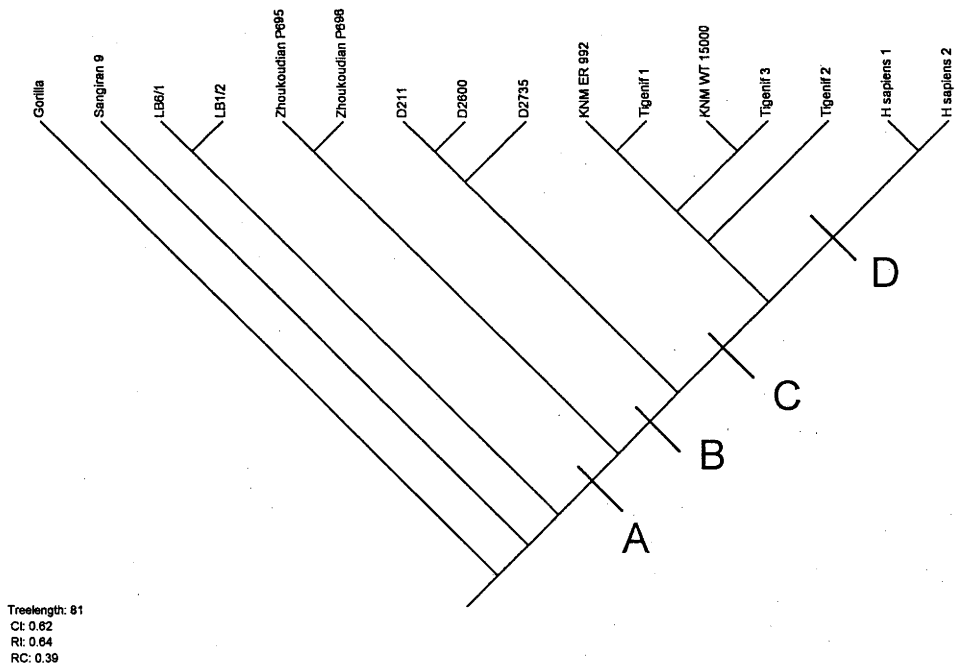 Gorilla
Sangiran 9
LB6/1
LB1/2
Zhoukoudian P695
Zhoukoudian P696
D211
D2600
D2735
KNM ER 992
Tigenif 1
KNM WT 15000
Tigenif 3
Tigenif 2
H sapiens 1
H sapiens 2
D
C
B
A
Treelength: 81
CI: 0.62
RI: 0.64
RC: 0.39